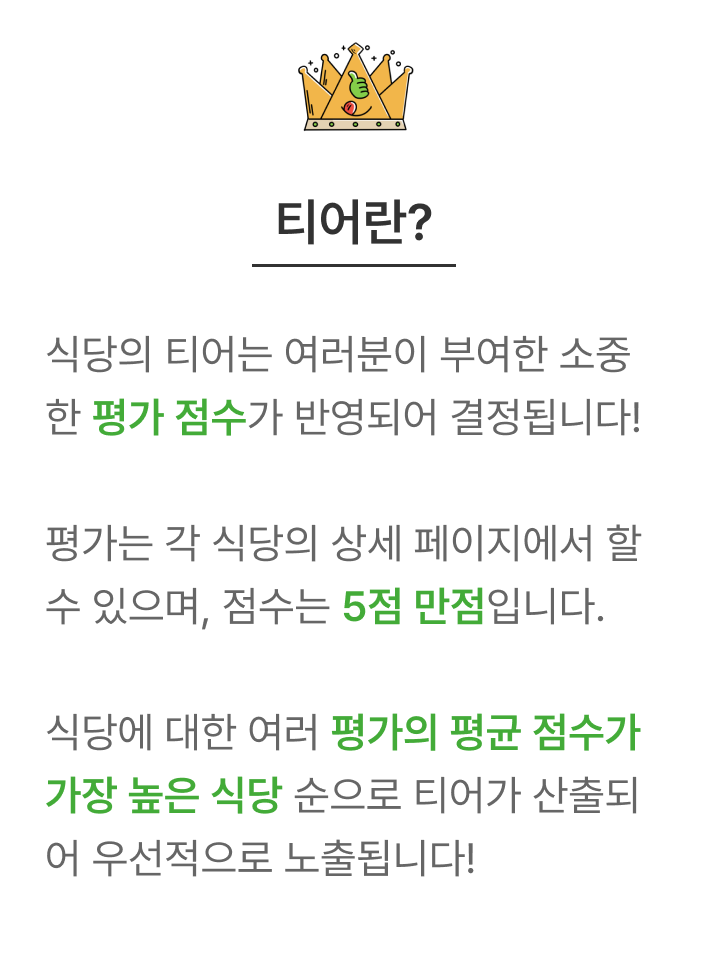 티어란?
식당의 티어는 여러분이 부여한 소중
한 평가 점수가 반영되어 결정됩니다!
평가는 각 식당의 상세 페이지에서 할
수 있으며, 점수는 5점 만점입니다.
식당에 대한 여러 평가의 평균 점수가
가장 높은 식당 순으로 티어가 산출되
어 우선적으로 노출됩니다!